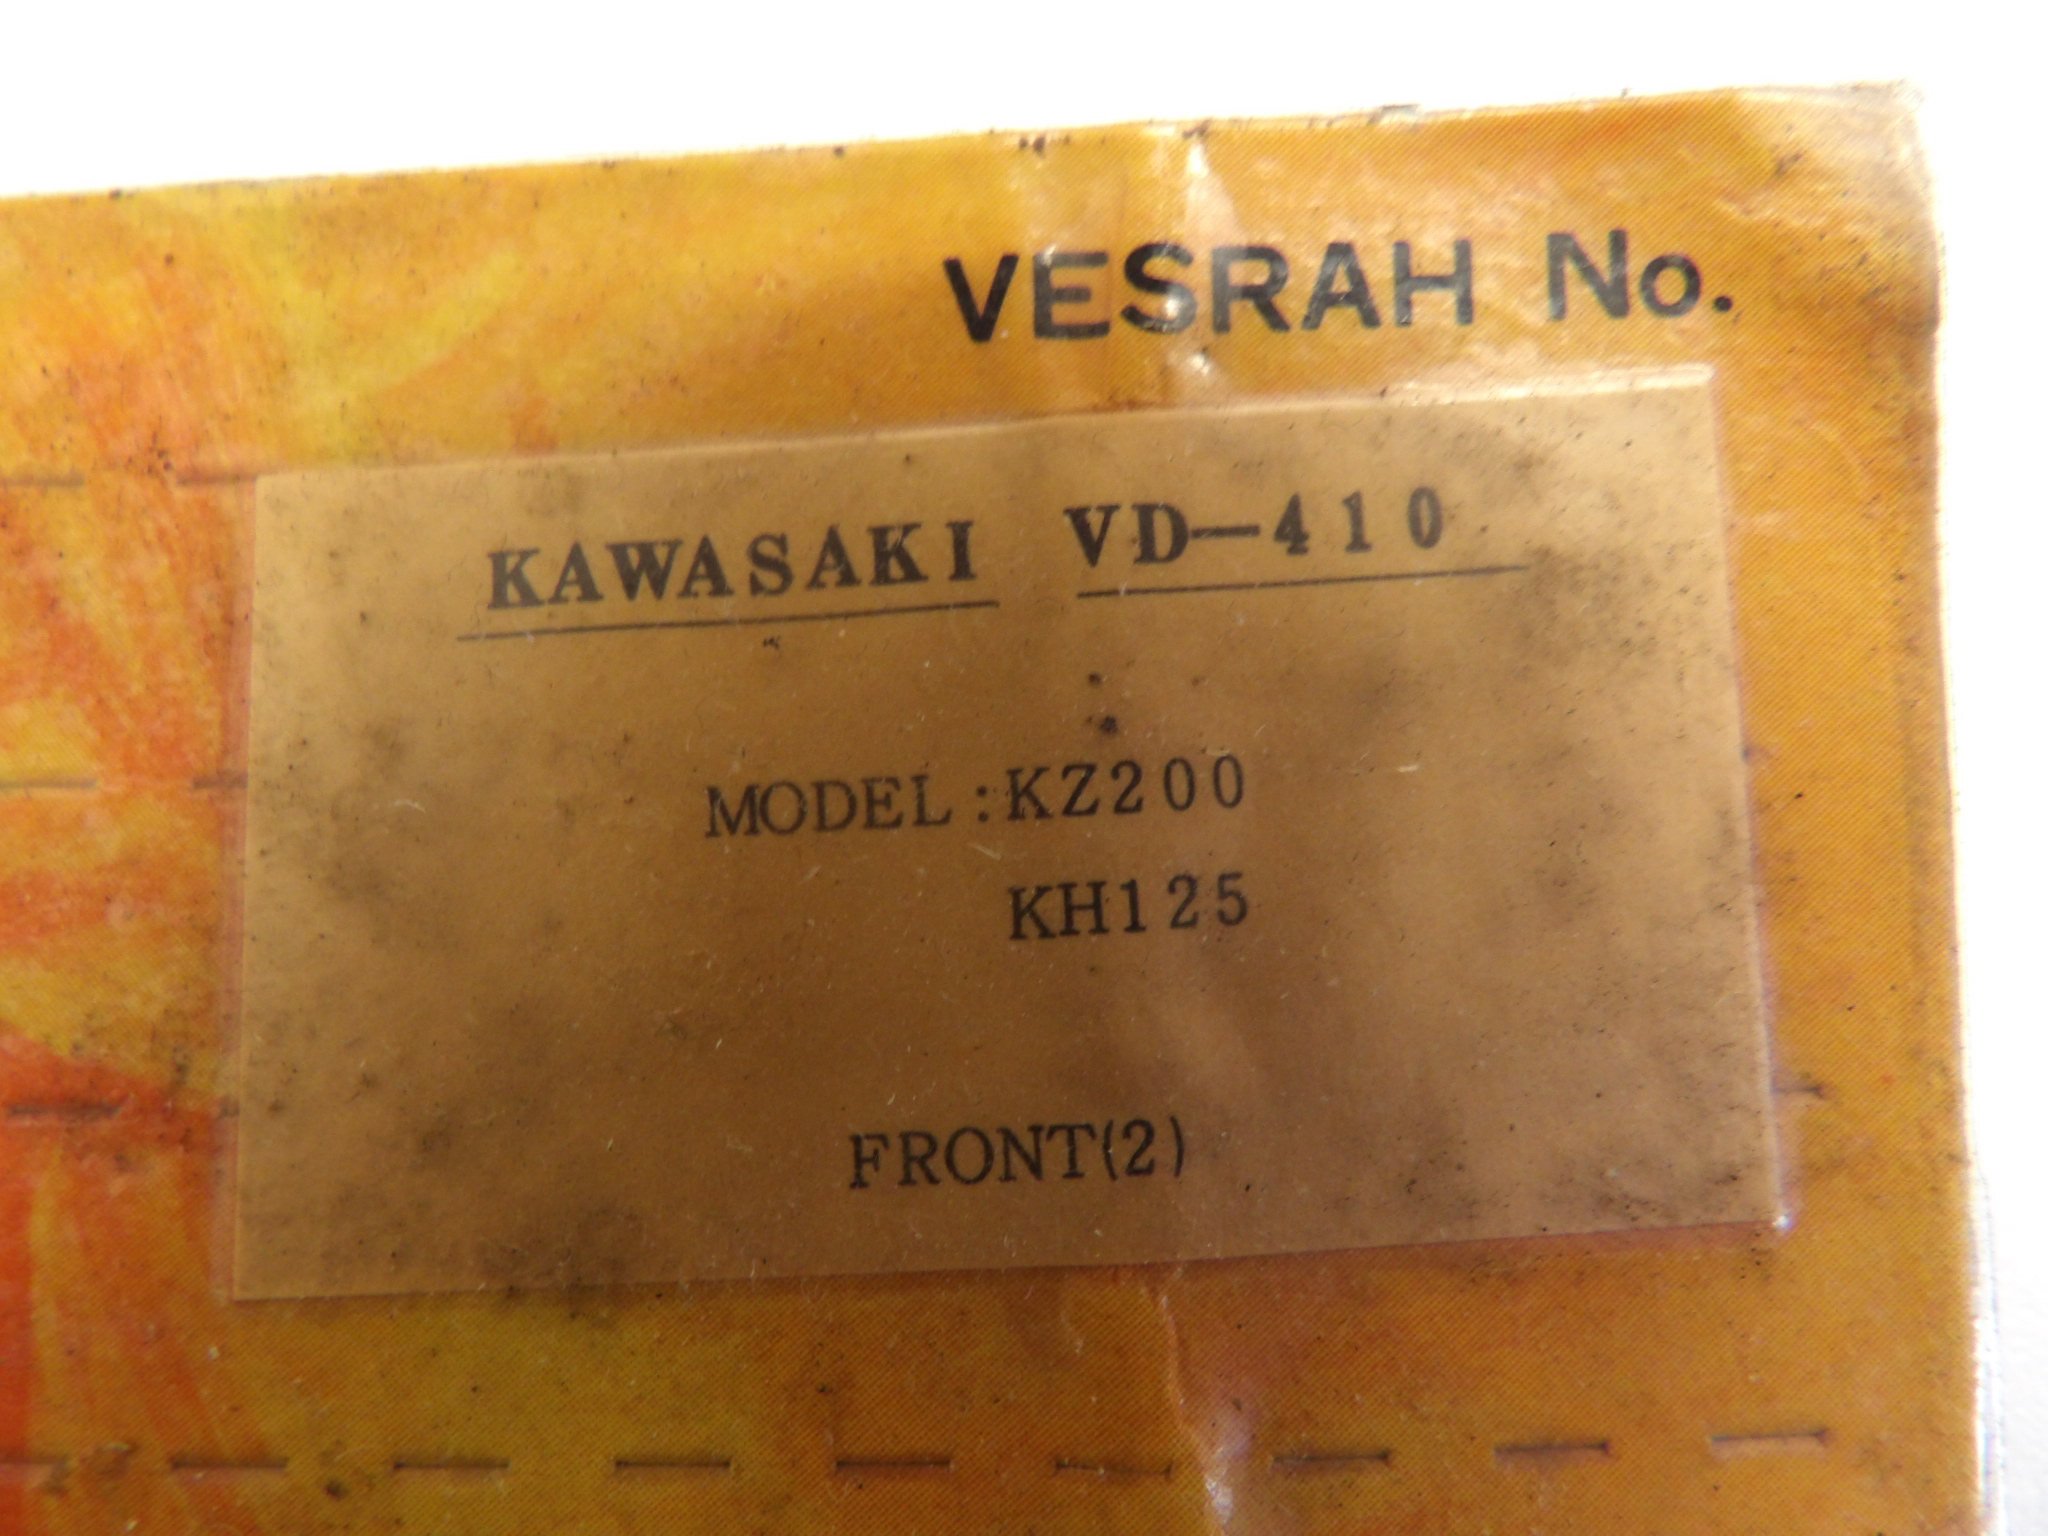 VESRAH No.
KAWASAKI VD-410
MODEL:KZ200
KH125
FRONT(2)